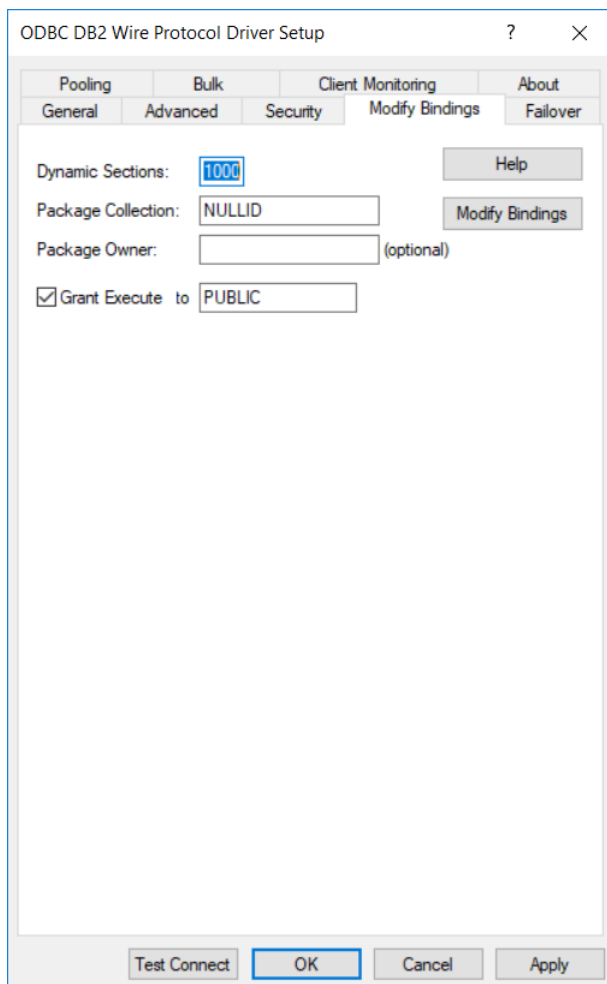 ODBC DB2 Wire Protocol Driver Setup ?
Pooling Bulk Client Monitoring About
General Advanced Security Modify Bindings Failover
Dynamic Sections: 1000 Help
Package Collection: NULLID Modify Bindings
Package Owner: (optional)
Grant Execute to PUBLIC
Test Connect OK Cancel Apply